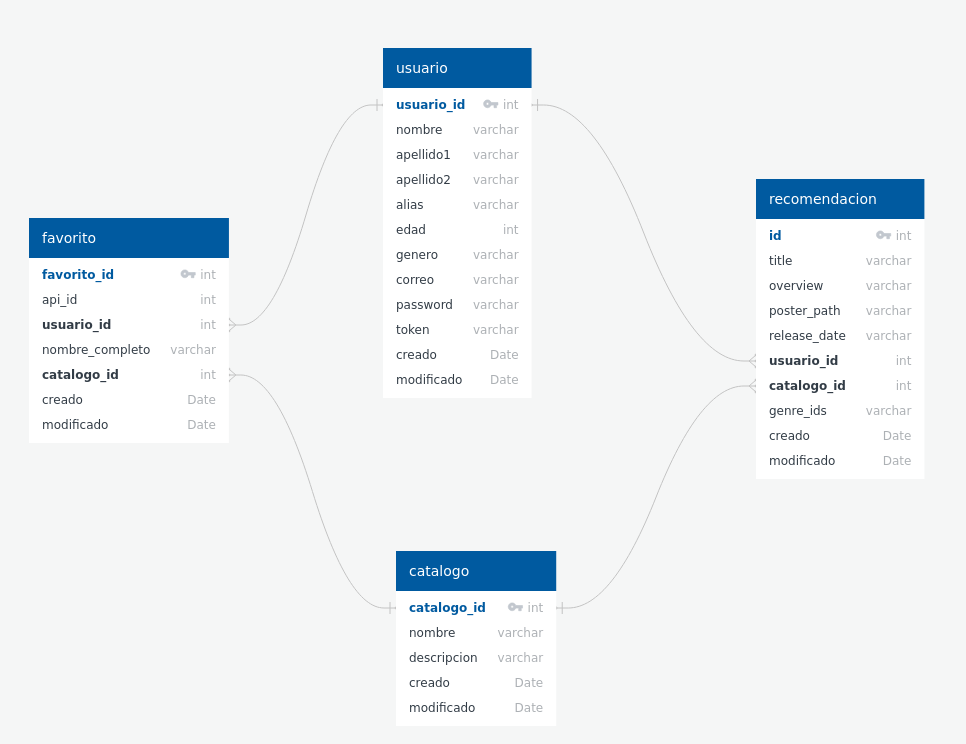 usuario
usuario_id int
nombre varchar
apellido1 varchar
apellido2 varchar
alias varchar
edad int
genero varchar
correo varchar
password varchar
token varchar
creado Date
modificado Date
favorito
favorito_id int
api_id int
usuario_id int
nombre_completo varchar
catalogo_id int
creado Date
modificado Date
recomendacion
id int
title varchar
overview varchar
poster_path varchar
release_date varchar
usuario_id int
catalogo_id int
genre_ids varchar
creado Date
modificado Date
catalogo
catalogo_id int
nombre varchar
descripcion varchar
creado Date
modificado Date